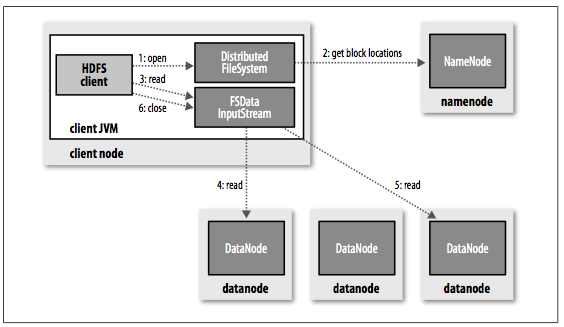 1: open
Distributed
FileSystem
2: get block locations
NameNode
namenode
HDFS
client
3: read
6: close
FSData
InputStream
client JVM
client node
4: read
5: read
DataNode
DataNode
DataNode
datanode
datanode
datanode